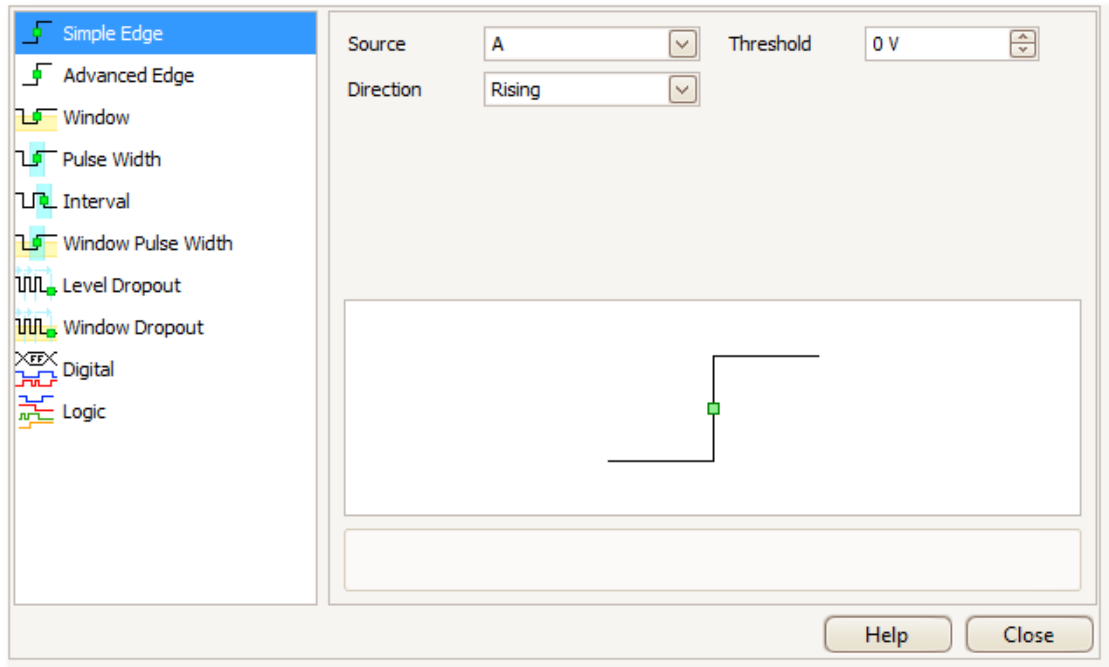 Simple Edge
Advanced Edge
Window
Pulse Width
Interval
Window Pulse Width
Level Dropout
Window Dropout
FF
Digital
Logic
Source A Threshold 0 V
Direction Rising
Help Close